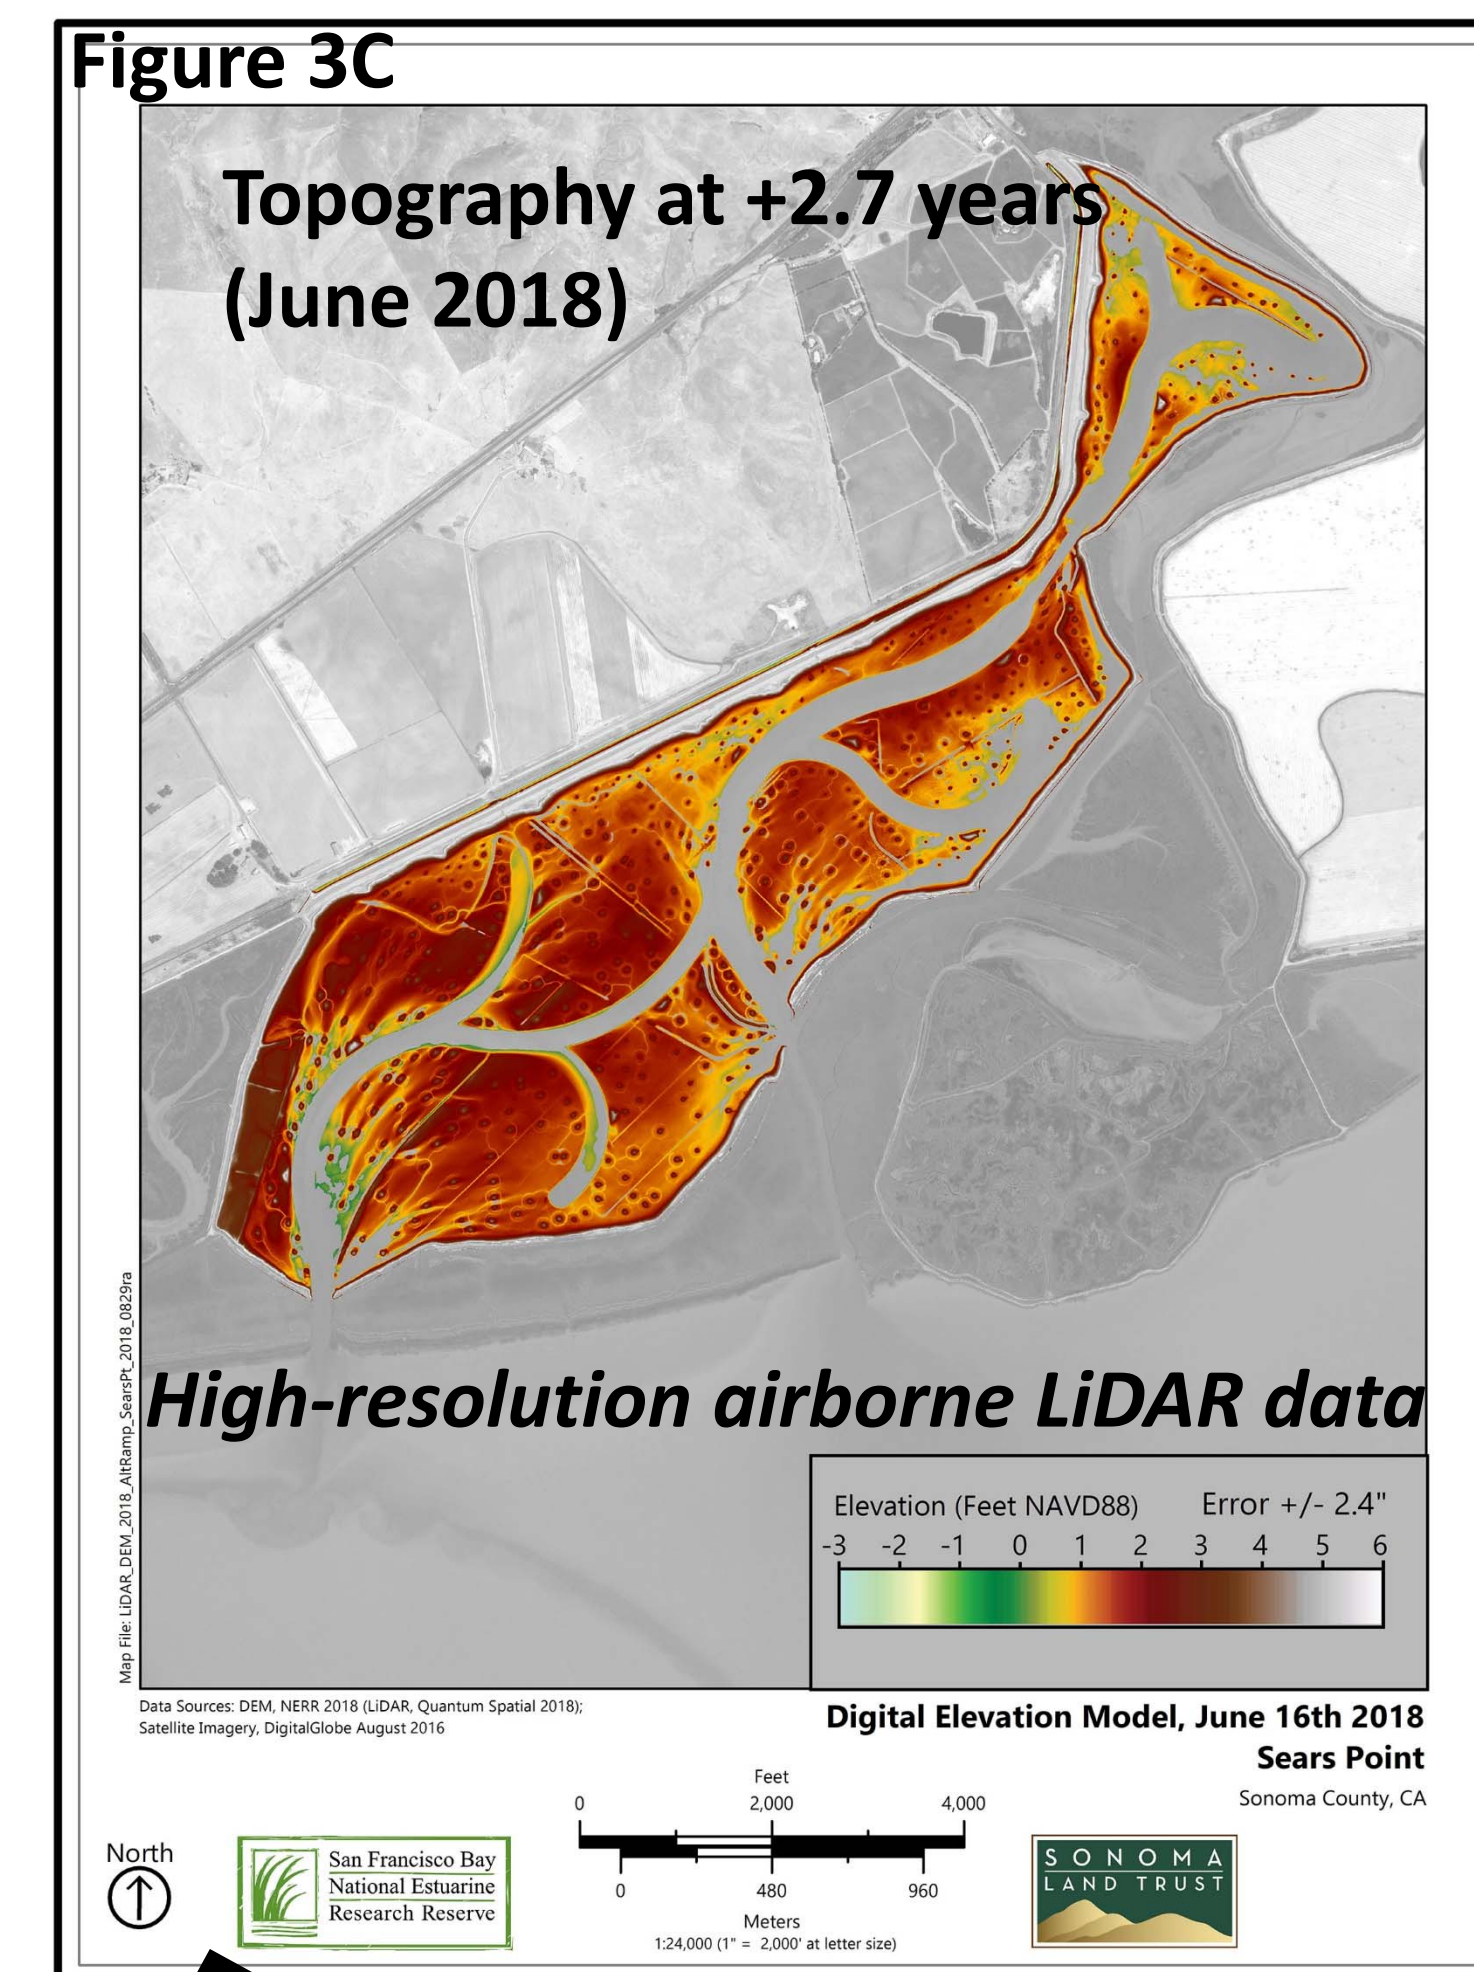 Figure 3C
Topography at +2.7 years
(June 2018)
High-resolution airborne LiDAR data
Map File: LiDAR_DEM_2018_AltRamp_SearsPt_2018_0829ra
Elevation (Feet NAVD88) Error +/- 2.4"
-3 -2 -1 0 1 2 3 4 5 6
Data Sources: DEM, NERR 2018 (LiDAR, Quantum Spatial 2018);
Satellite Imagery, DigitalGlobe August 2016
Digital Elevation Model, June 16th 2018
Sears Point
Sonoma County, CA
North
San Francisco Bay
National Estuarine
Research Reserve
Feet
0 2,000 4,000
0 480 960
Meters
1:24,000 (1" = 2,000' at letter size)
SONOMA
LAND TRUST